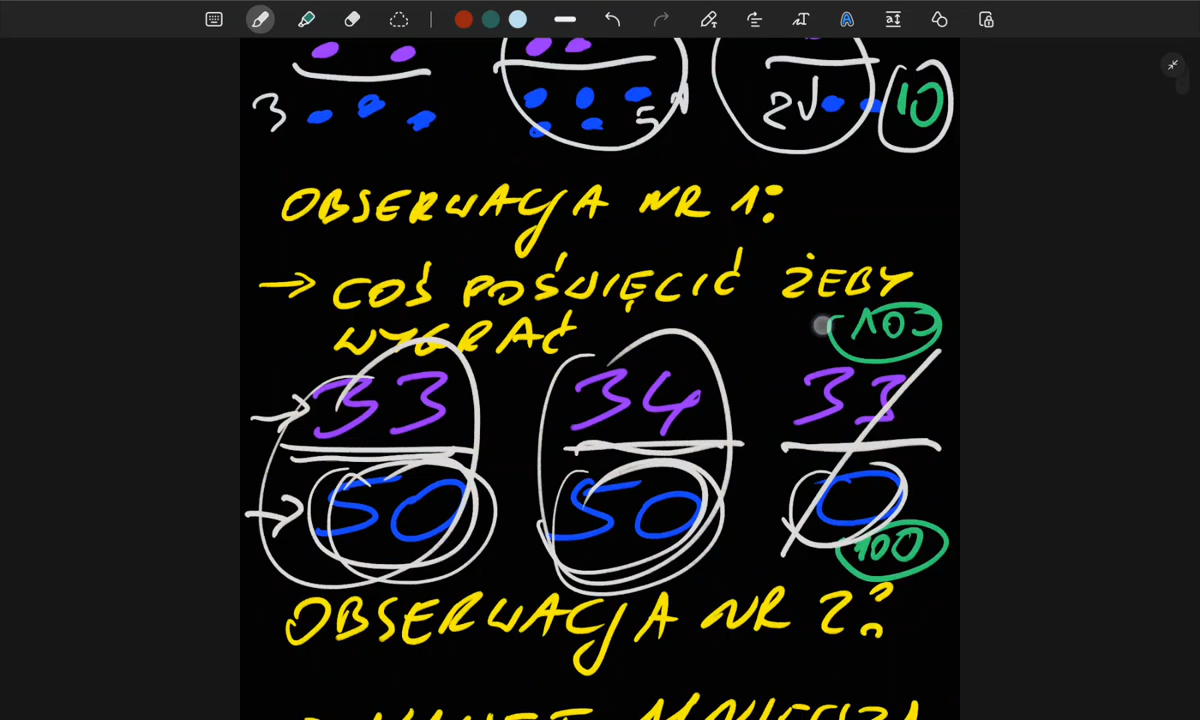 3 5 2 10
OBSERWACJA NR 1:
→ COŚ POŚWIĘCIĆ ŻEBY
WYGRAĆ
100
33 34 33
50 50 0
100
OBSERWACJA NR 2: